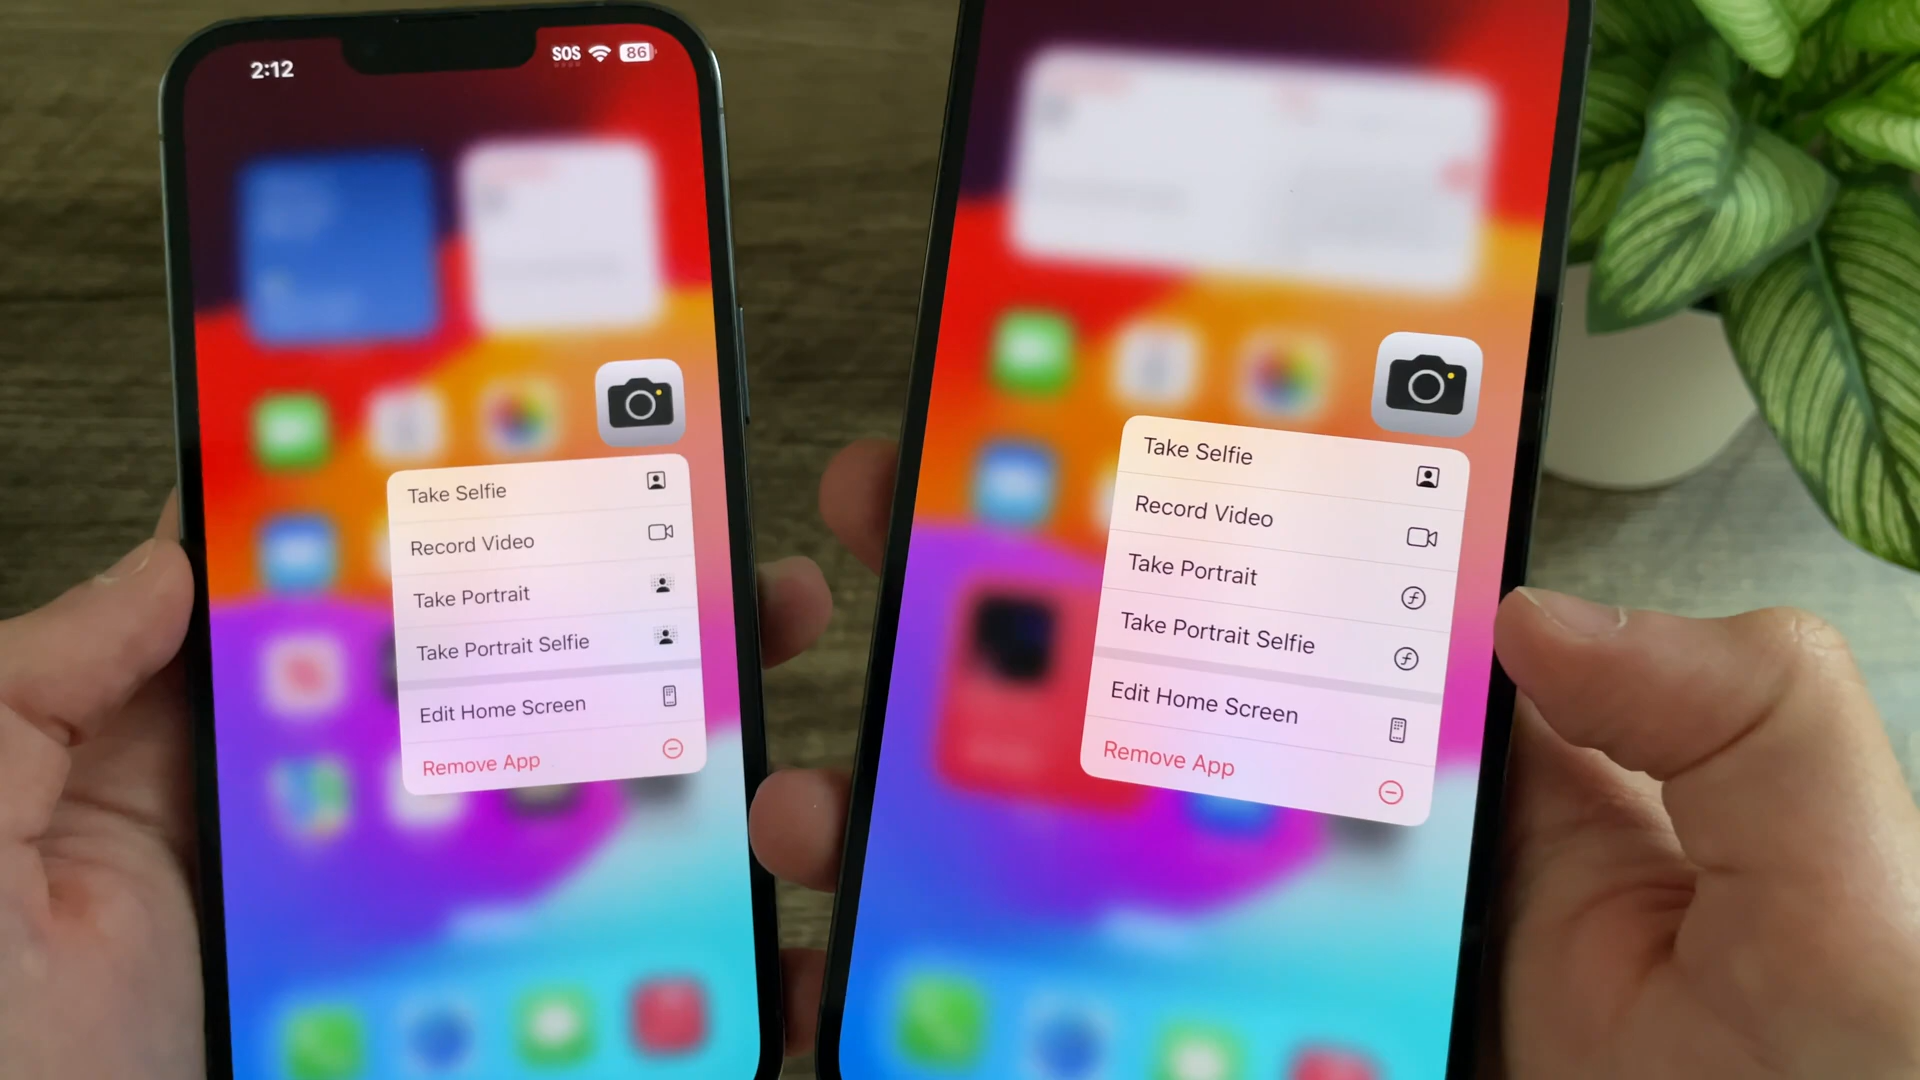 2:12
SOS
86
Take Selfie
Record Video
Take Portrait
Take Portrait Selfie
Edit Home Screen
Remove App
Take Selfie
Record Video
Take Portrait
Take Portrait Selfie
Edit Home Screen
Remove App